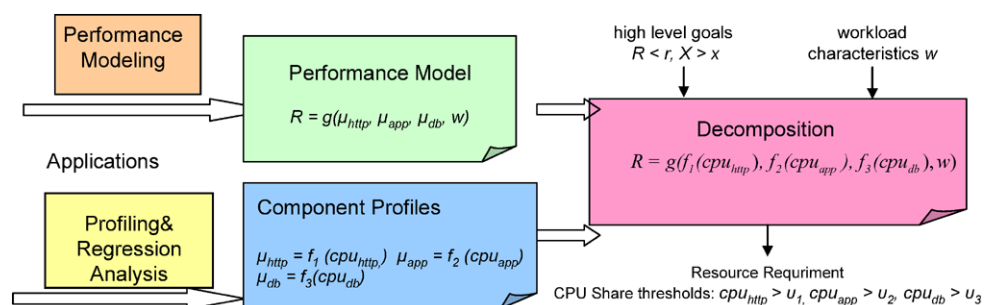 Performance
Modeling
Performance Model
R = g(μhttp, μapp, μdb, w)
high level goals
R < r, X > x
workload
characteristics w
Decomposition
R = g(f1(cpuhttp), f2(cpuapp), f3(cpudb), w)
Applications
Profiling&
Regression
Analysis
Component Profiles
μhttp = f1 (cpuhttp,) μapp = f2 (cpuapp)
μdb = f3(cpudb)
Resource Requriment
CPU Share thresholds: cpuhttp > u1, cpuapp > u2, cpudb > u3